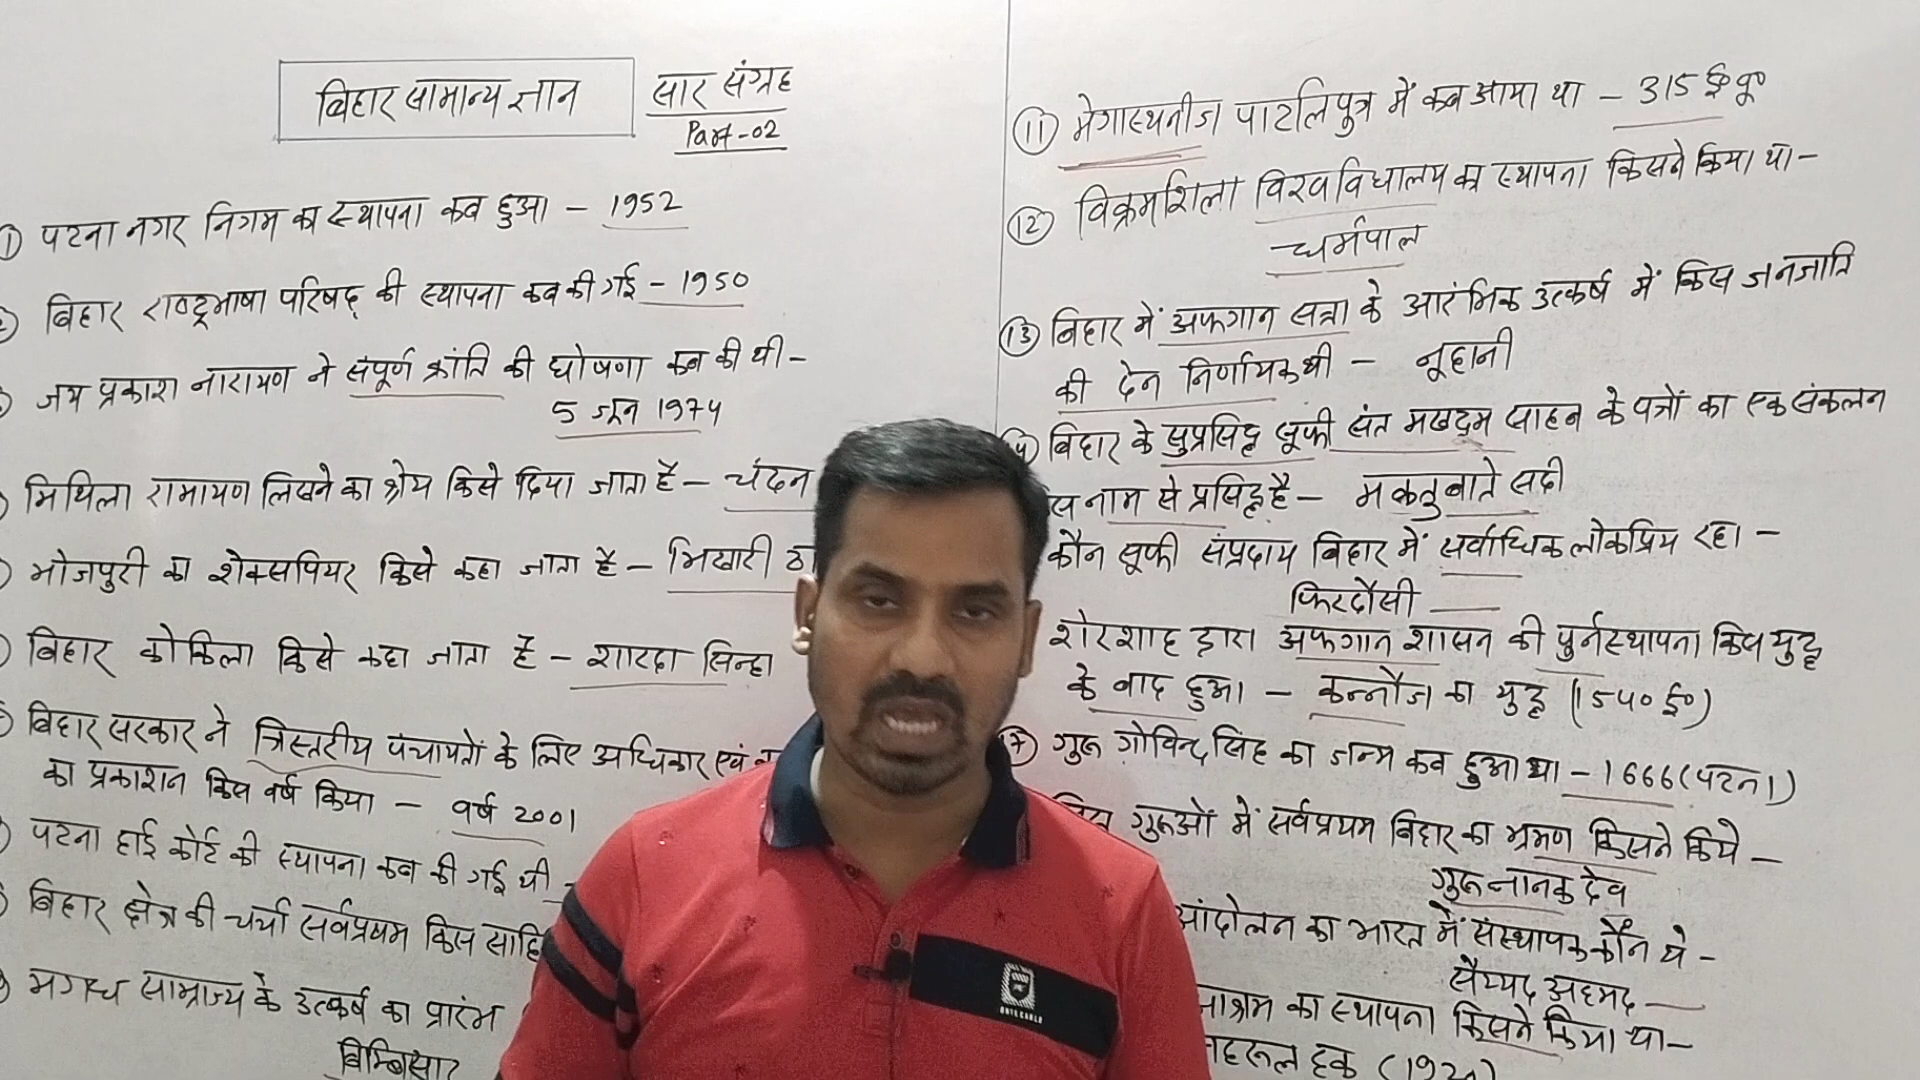 बिहार सामान्य ज्ञान
सार संग्रह
Part-02
① पटना नगर निगम का स्थापना कब हुआ – 1952
बिहार राष्ट्रभाषा परिषद् की स्थापना कब की गई – 1950
जय प्रकाश नारायण ने संपूर्ण क्रांति की घोषणा कब की थी –
5 जून 1974
मिथिला रामायण लिखने का श्रेय किसे दिया जाता है – चंदन
भोजपुरी का शेक्सपियर किसे कहा जाता है – भिखारी
बिहार कोकिला किसे कहा जाता है – शारदा सिन्हा
बिहार सरकार ने त्रिस्तरीय पंचायतों के लिए अधिकार एवं
का प्रकाशन किस वर्ष किया – वर्ष 2001
पटना हाई कोर्ट की स्थापना कब की गई थी –
बिहार क्षेत्र की चर्चा सर्वप्रथम किस
मगध साम्राज्य के उत्कर्ष का प्रारंभ
बिम्बिसार
⑪ मेगास्थनीज पाटलिपुत्र में कब आया था – 315 ई० पू०
⑫ विक्रमशिला विश्वविधालय का स्थापना किसने किया था –
धर्मपाल
⑬ बिहार में अफगान सत्ता के आरंभिक उत्कर्ष में किस जनजाति
की देन निर्णायक थी – नूहानी
बिहार के सुप्रसिद्ध सूफी संत मखदूम साहब के पत्रों का एक संकलन
नाम से प्रसिद्ध है – मकतुबाते सदी
कौन सूफी संप्रदाय बिहार में सर्वाधिक लोकप्रिय रहा –
फिरदौसी
शेरशाह द्वारा अफगान शासन की पुर्नस्थापना किस युद्ध
के बाद हुआ – कन्नौज का युद्ध (1540 ई०)
गुरू गोविन्द सिंह का जन्म कब हुआ था – 1666 (पटना)
गुरूओं में सर्वप्रथम बिहार का भ्रमण किसने किये –
गुरू नानक देव
आंदोलन का भारत में संस्थापक कौन थे –
सैय्यद अहमद
का स्थापना किसने किया था –
हक